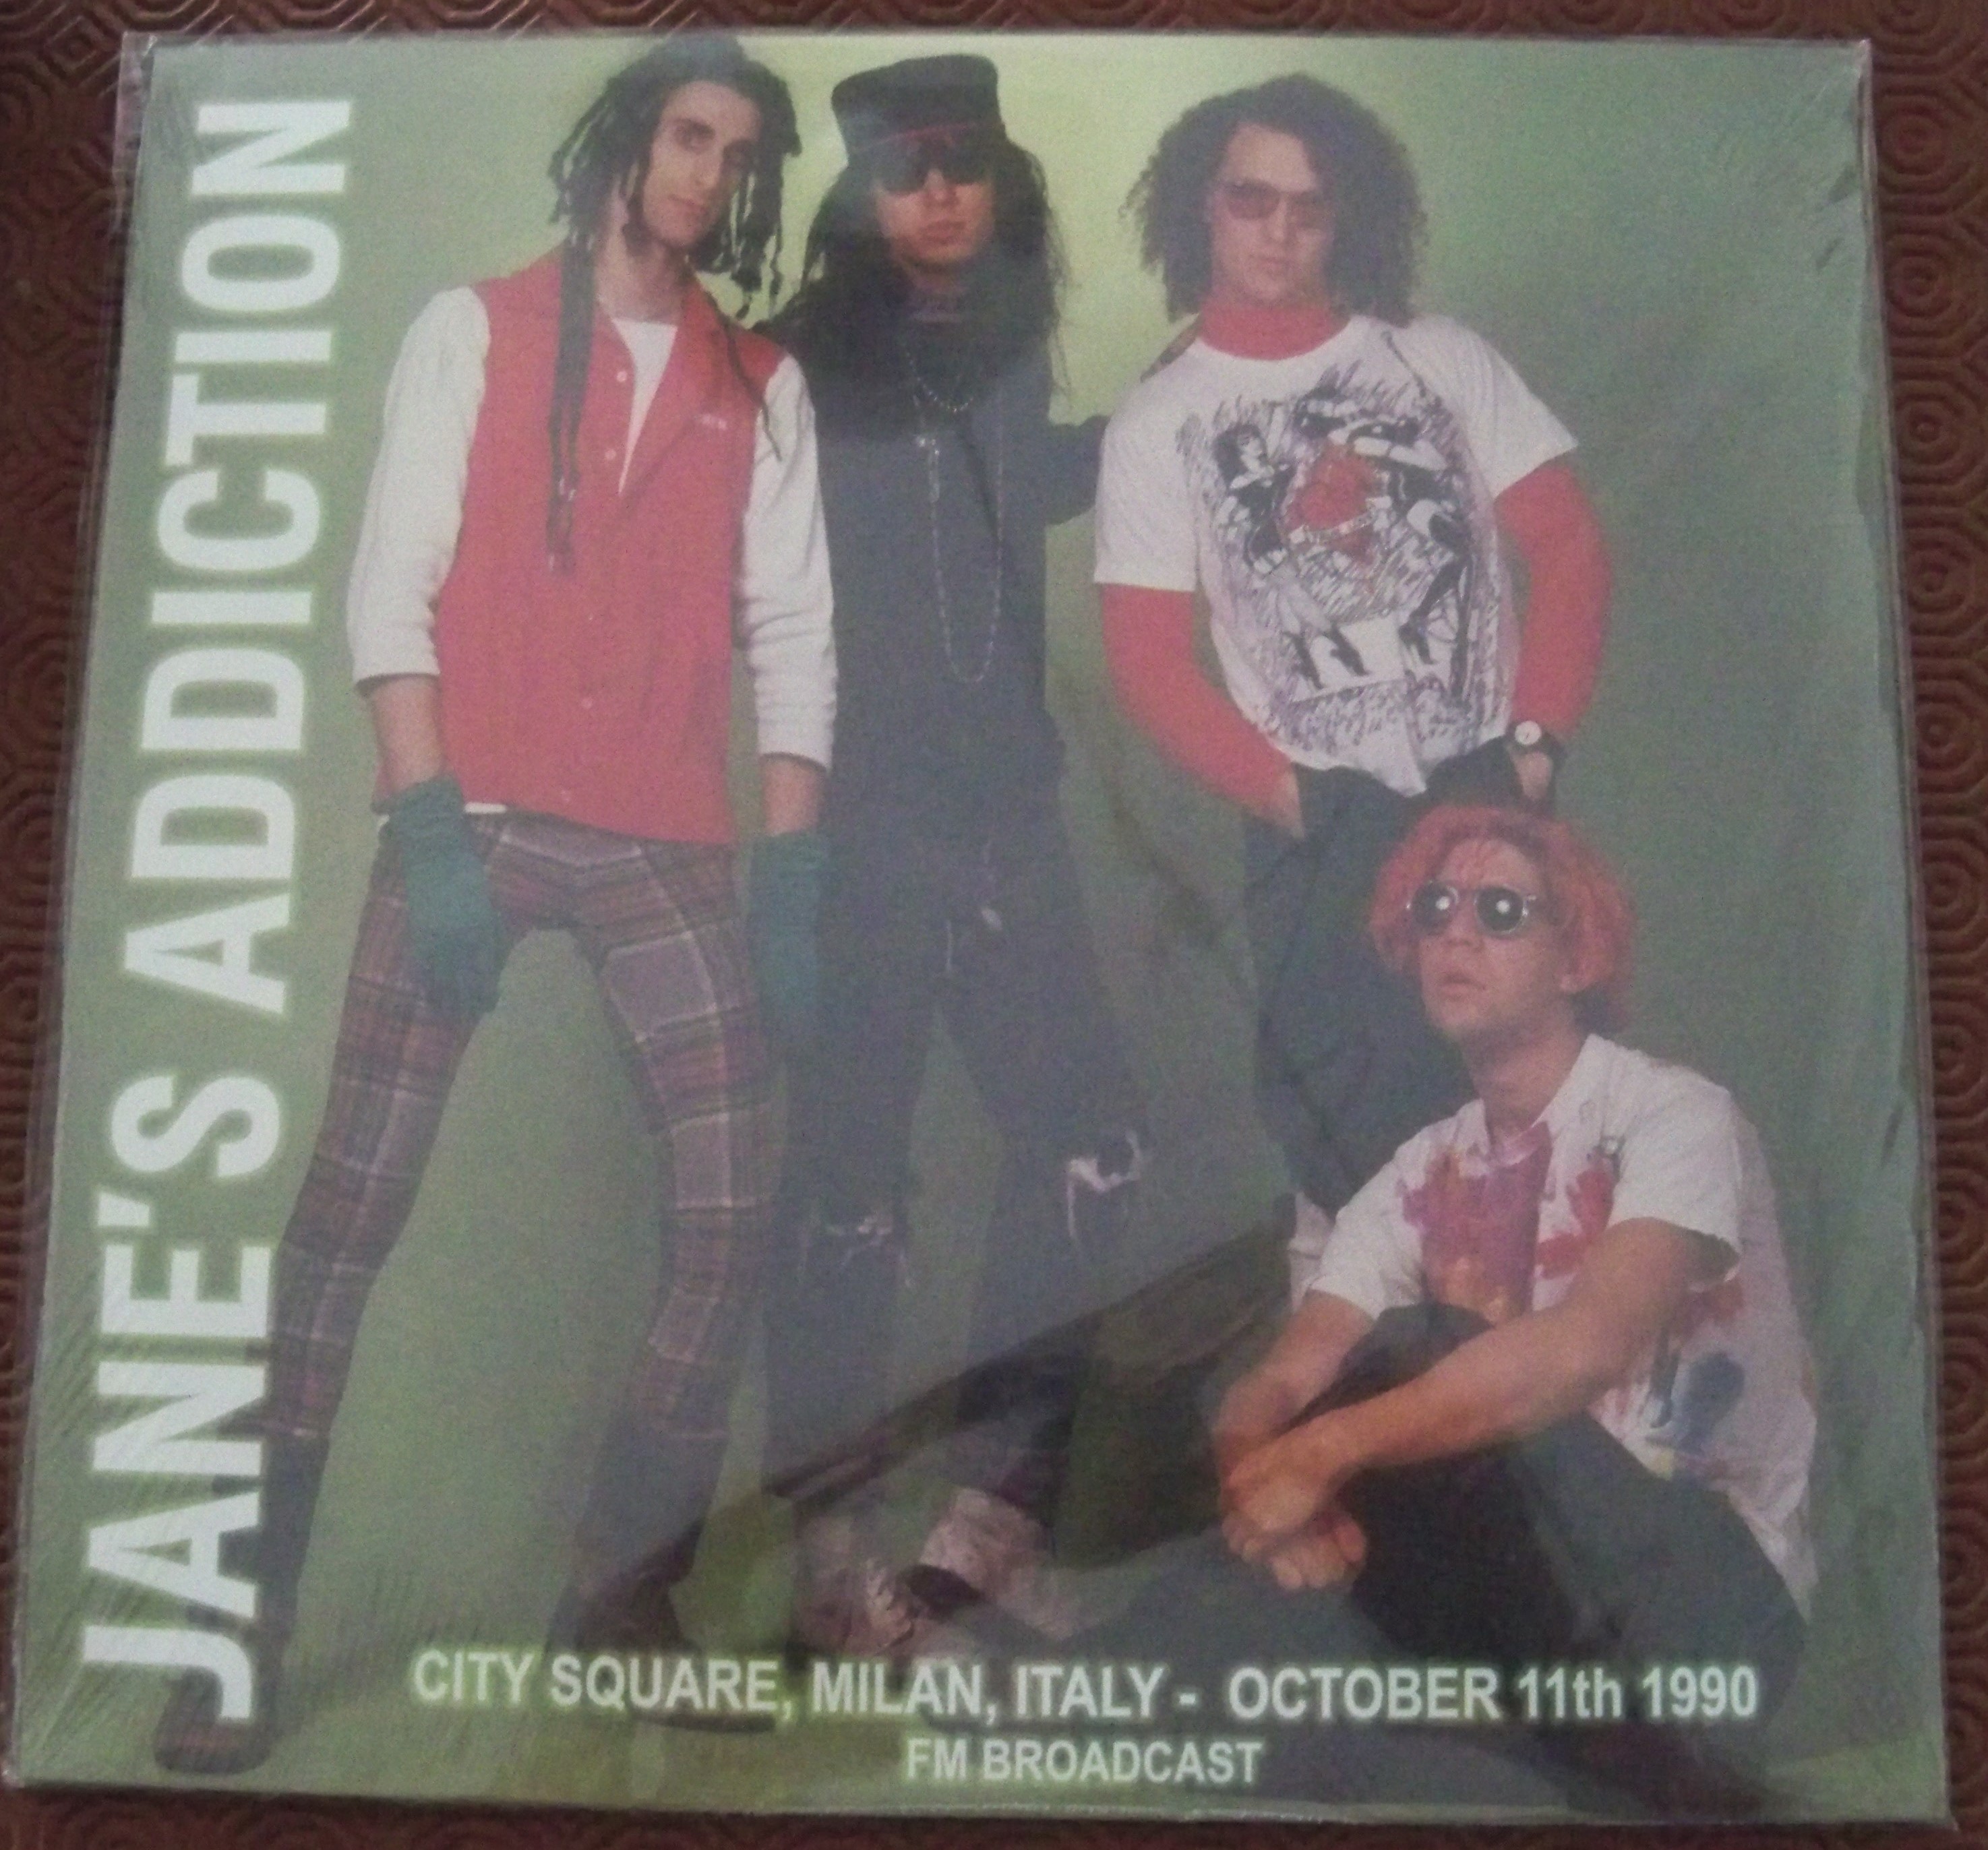 JANE'S ADDICTION
CITY SQUARE, MILAN, ITALY - OCTOBER 11th 1990
FM BROADCAST